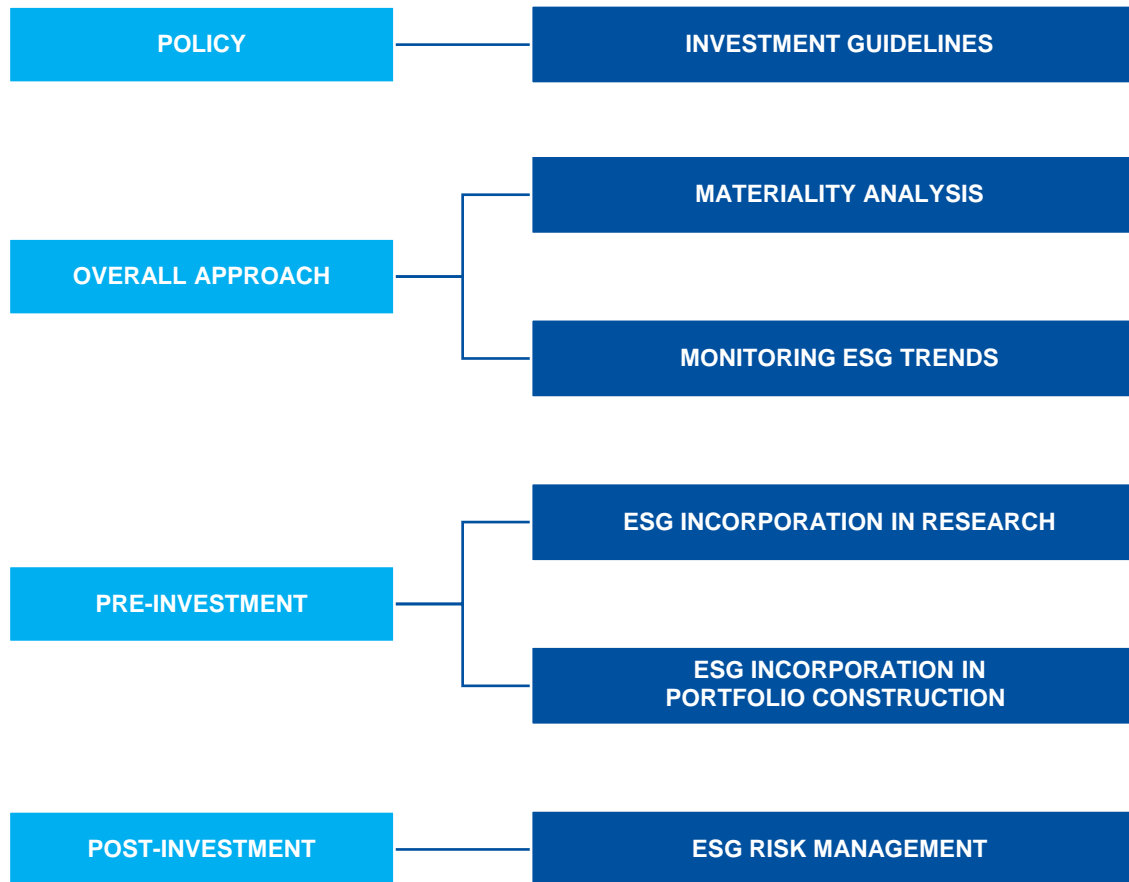 POLICY
INVESTMENT GUIDELINES
MATERIALITY ANALYSIS
OVERALL APPROACH
MONITORING ESG TRENDS
ESG INCORPORATION IN RESEARCH
PRE-INVESTMENT
ESG INCORPORATION IN
PORTFOLIO CONSTRUCTION
POST-INVESTMENT
ESG RISK MANAGEMENT